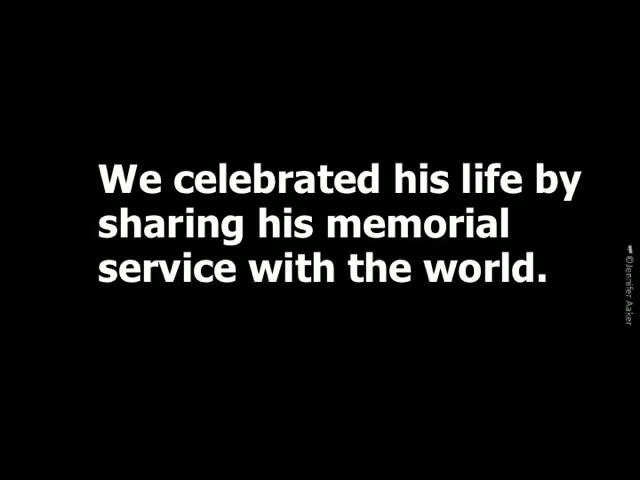 We celebrated his life by
sharing his memorial
service with the world.
©Jennifer Aaker